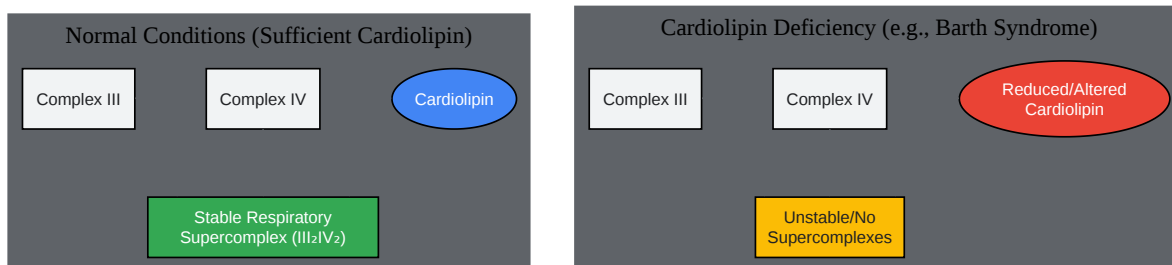 Normal Conditions (Sufficient Cardiolipin)
Complex III
Complex IV
Cardiolipin
Stable Respiratory
Supercomplex (III₂IV₂)
Cardiolipin Deficiency (e.g., Barth Syndrome)
Complex III
Complex IV
Reduced/Altered
Cardiolipin
Unstable/No
Supercomplexes